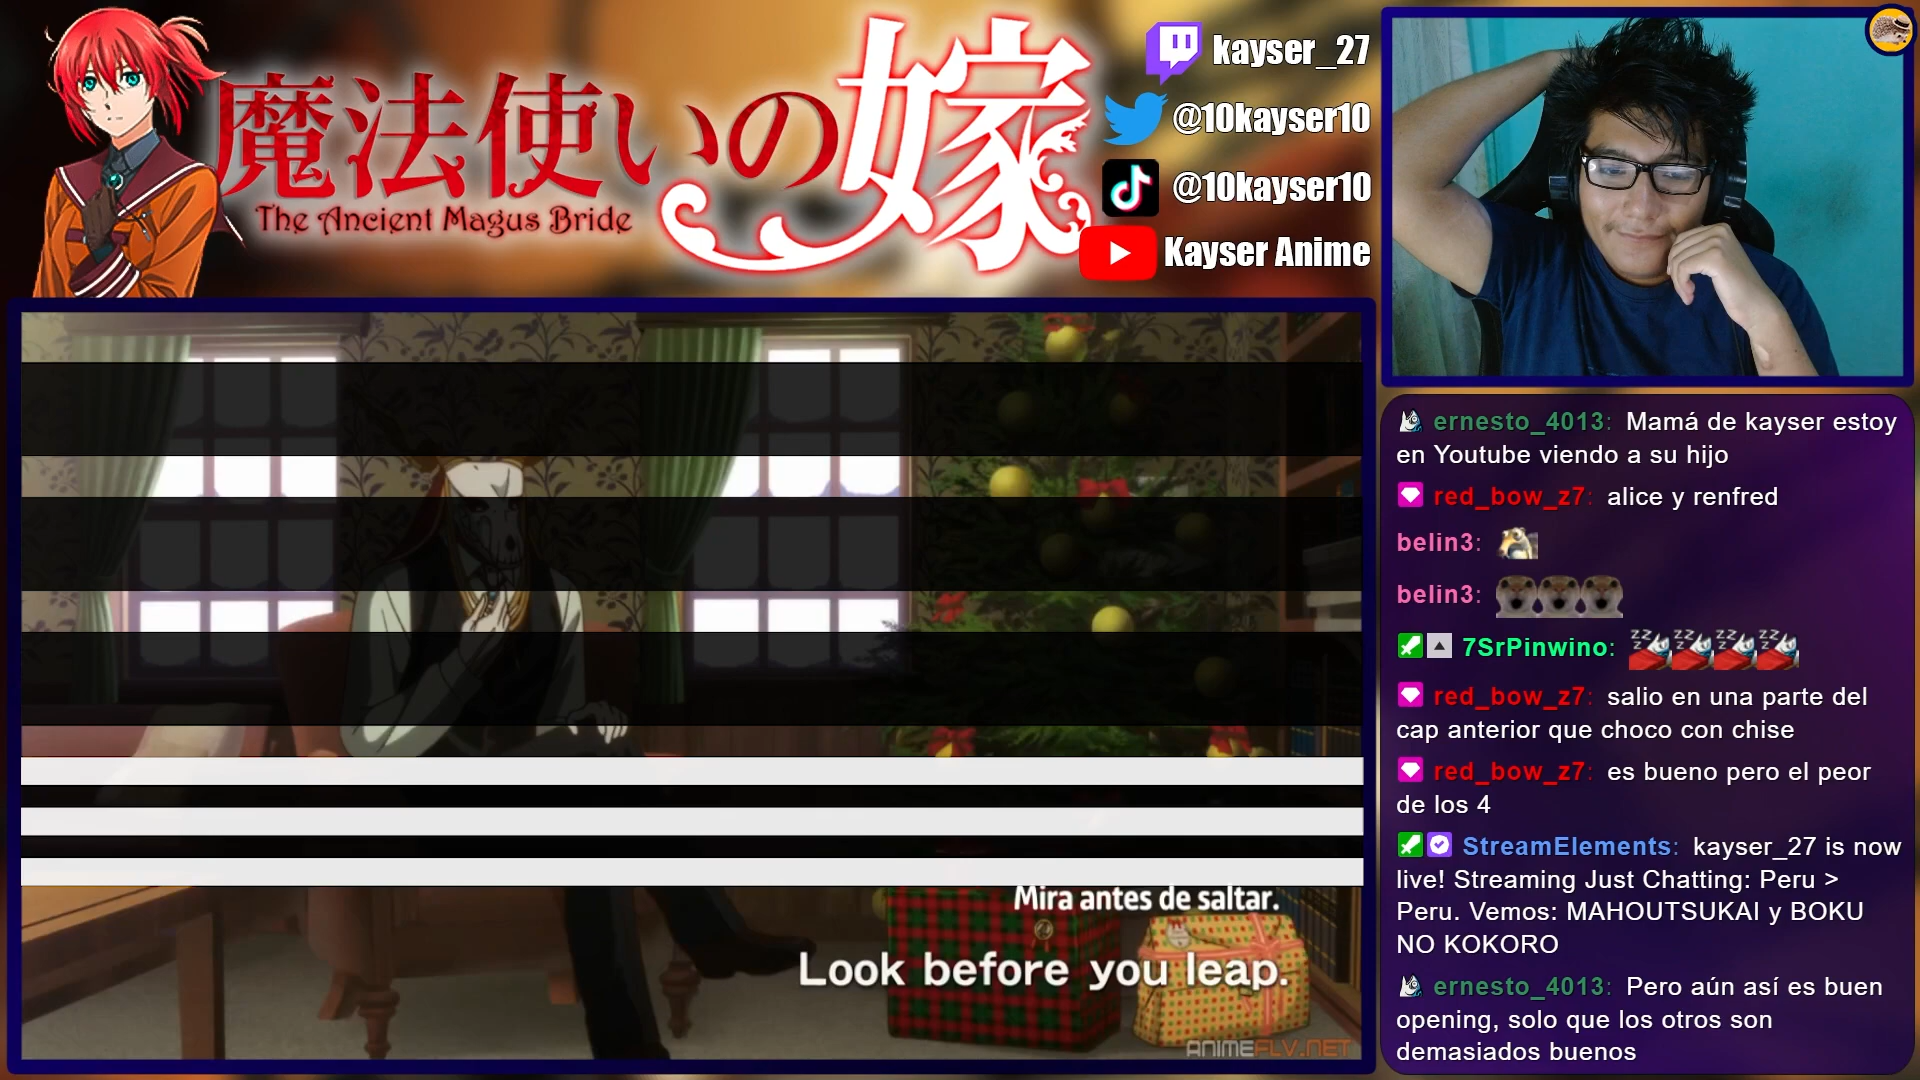 魔法使いの嫁
The Ancient Magus Bride
kayser_27
@10kayser10
@10kayser10
Kayser Anime
Mira antes de saltar.
Look before you leap.
ANIMEFLV.NET
ernesto_4013: Mamá de kayser estoy
en Youtube viendo a su hijo
red_bow_z7: alice y renfred
belin3:
belin3:
7SrPinwino:
red_bow_z7: salio en una parte del
cap anterior que choco con chise
red_bow_z7: es bueno pero el peor
de los 4
StreamElements: kayser_27 is now
live! Streaming Just Chatting: Peru >
Peru. Vemos: MAHOUTSUKAI y BOKU
NO KOKORO
ernesto_4013: Pero aún así es buen
opening, solo que los otros son
demasiados buenos